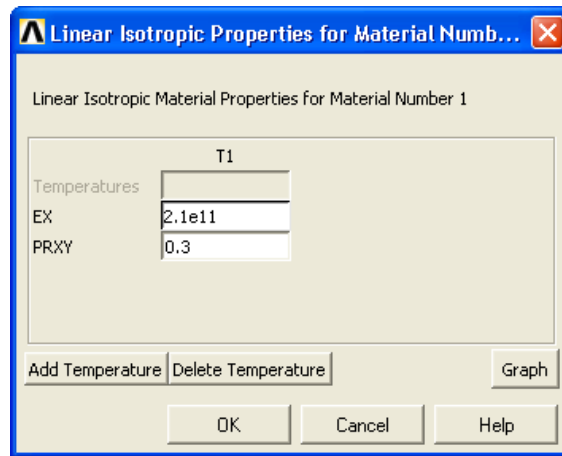 Linear Isotropic Properties for Material Numb...
Linear Isotropic Material Properties for Material Number 1
T1
Temperatures
EX 2.1e11
PRXY 0.3
Add Temperature Delete Temperature Graph
OK Cancel Help